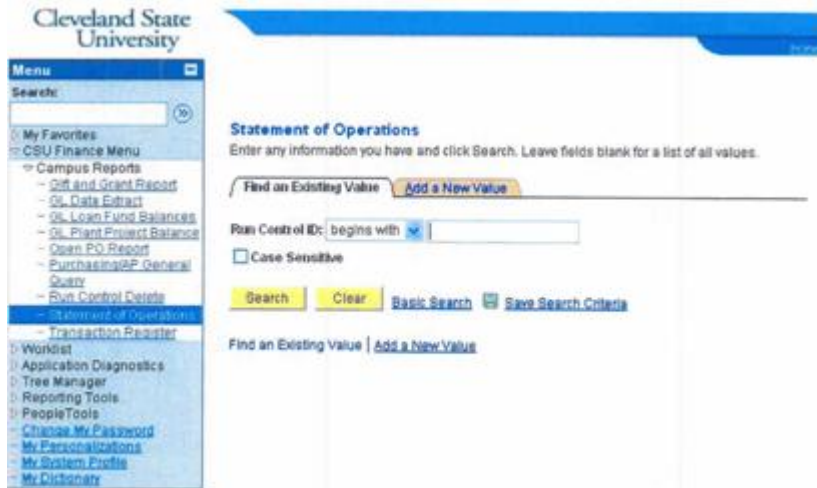 Cleveland State
University
Home
Menu
Search:
My Favorites
CSU Finance Menu
Campus Reports
- Gift and Grant Report
- GL Data Extract
- GL Loan Fund Balances
- GL Plant Project Balance
- Open PO Report
- Purchasing/AP General
Query
- Run Control Delete
- Statement of Operations
- Transaction Register
Worklist
Application Diagnostics
Tree Manager
Reporting Tools
PeopleTools
- Change My Password
- My Personalizations
- My System Profile
- My Dictionary
Statement of Operations
Enter any information you have and click Search. Leave fields blank for a list of all values.
Find an Existing Value Add a New Value
Run Control ID: begins with
Case Sensitive
Search Clear Basic Search Save Search Criteria
Find an Existing Value | Add a New Value